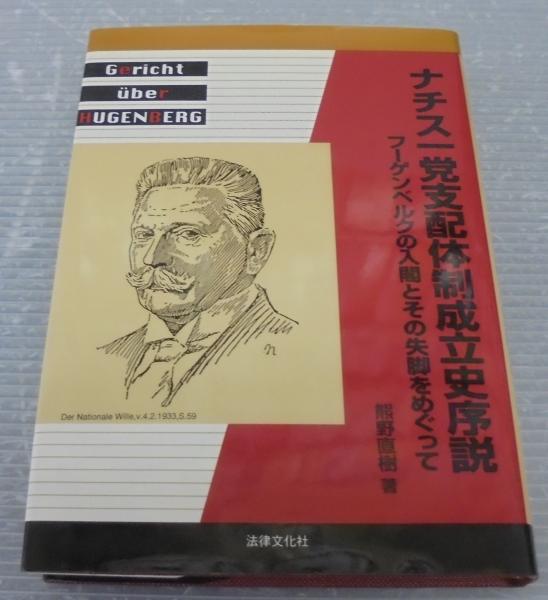 Gericht
über
HUGENBERG
ナチス一党支配体制成立史序説
フーゲンベルクの入閣とその失脚をめぐって
熊野直樹 著
Der Nationale Wille,v.4.2.1933,S.59
法律文化社